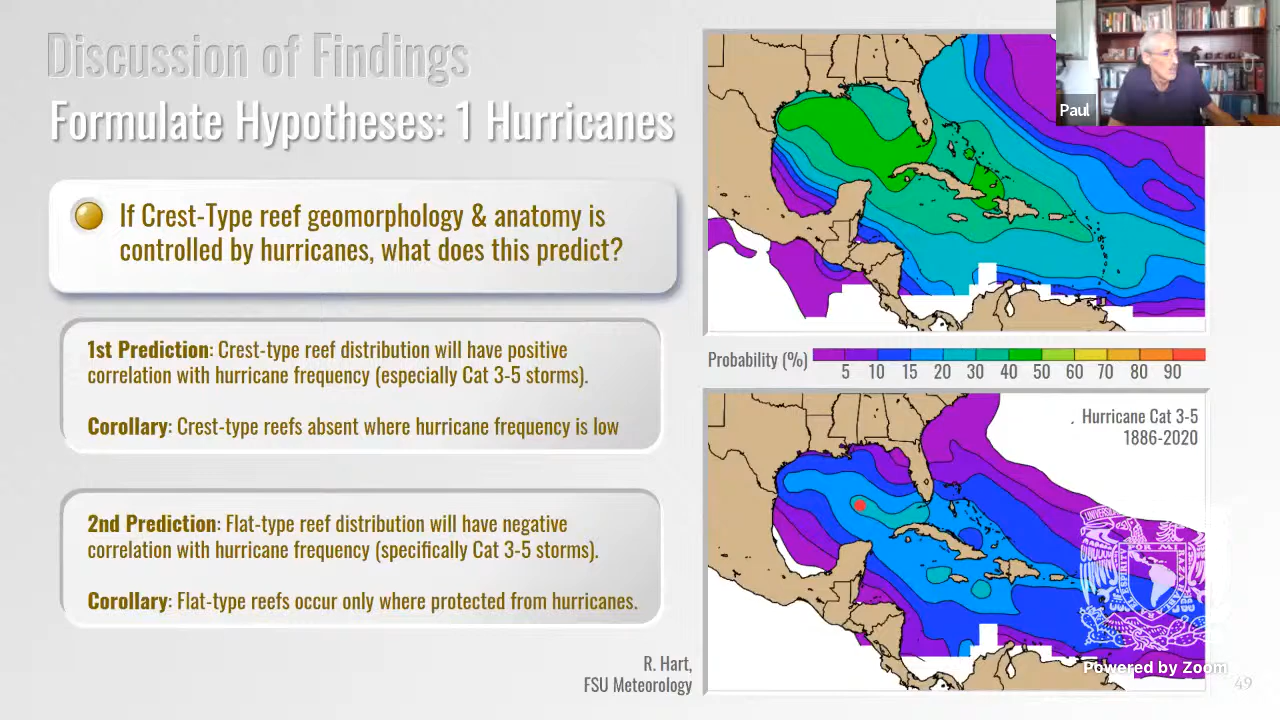 Discussion of Findings
Formulate Hypotheses: 1 Hurricanes
If Crest-Type reef geomorphology & anatomy is
controlled by hurricanes, what does this predict?
1st Prediction: Crest-type reef distribution will have positive
correlation with hurricane frequency (especially Cat 3-5 storms).
Corollary: Crest-type reefs absent where hurricane frequency is low
2nd Prediction: Flat-type reef distribution will have negative
correlation with hurricane frequency (specifically Cat 3-5 storms).
Corollary: Flat-type reefs occur only where protected from hurricanes.
R. Hart,
FSU Meteorology
Paul
Probability (%)
5 10 15 20 30 40 50 60 70 80 90
Hurricane Cat 3-5
1886-2020
Powered by Zoom
49